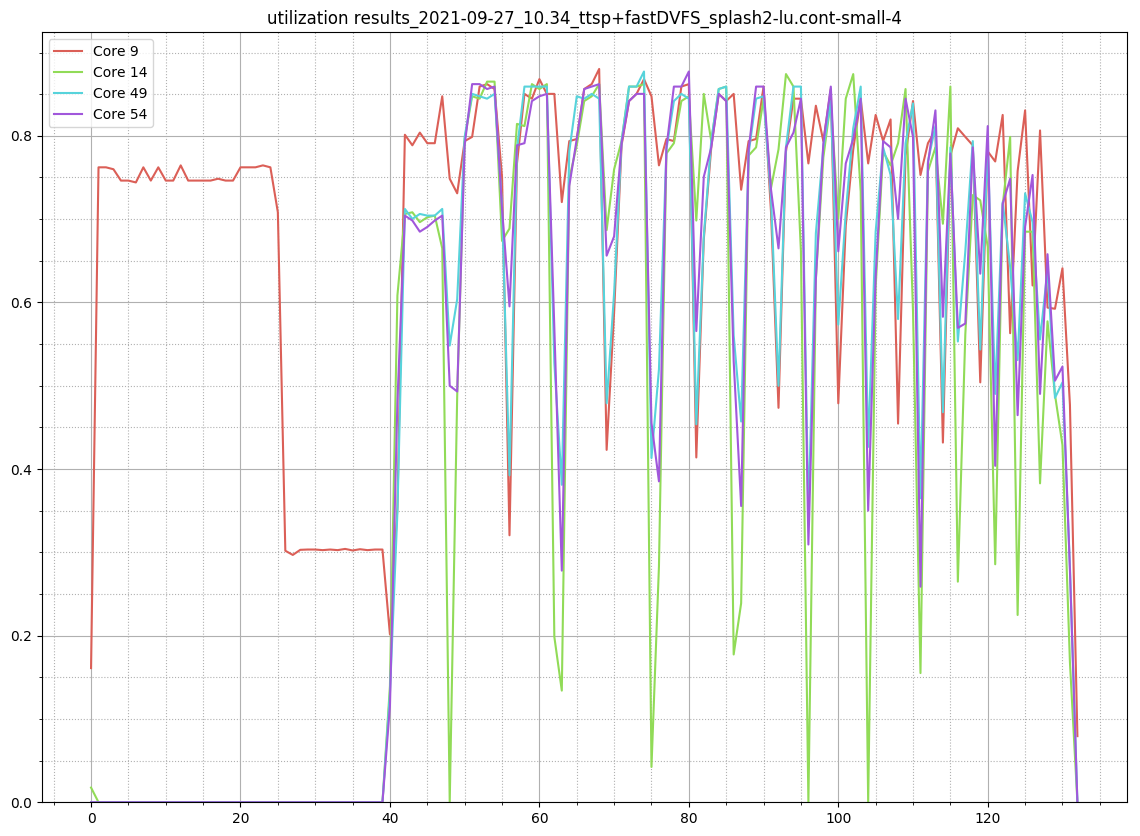 utilization results_2021-09-27_10.34_ttsp+fastDVFS_splash2-lu.cont-small-4
Core 9
Core 14
Core 49
Core 54
0.8
0.6
0.4
0.2
0.0
0 20 40 60 80 100 120